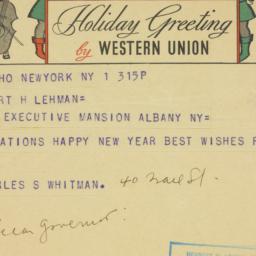 Holiday Greeting
by WESTERN UNION
HO NEWYORK NY 1 315P
RT H LEHMAN=
EXECUTIVE MANSION ALBANY NY=
ATIONS HAPPY NEW YEAR BEST WISHES F
RLES S WHITMAN. 40 Wall St.
Dear Governor: